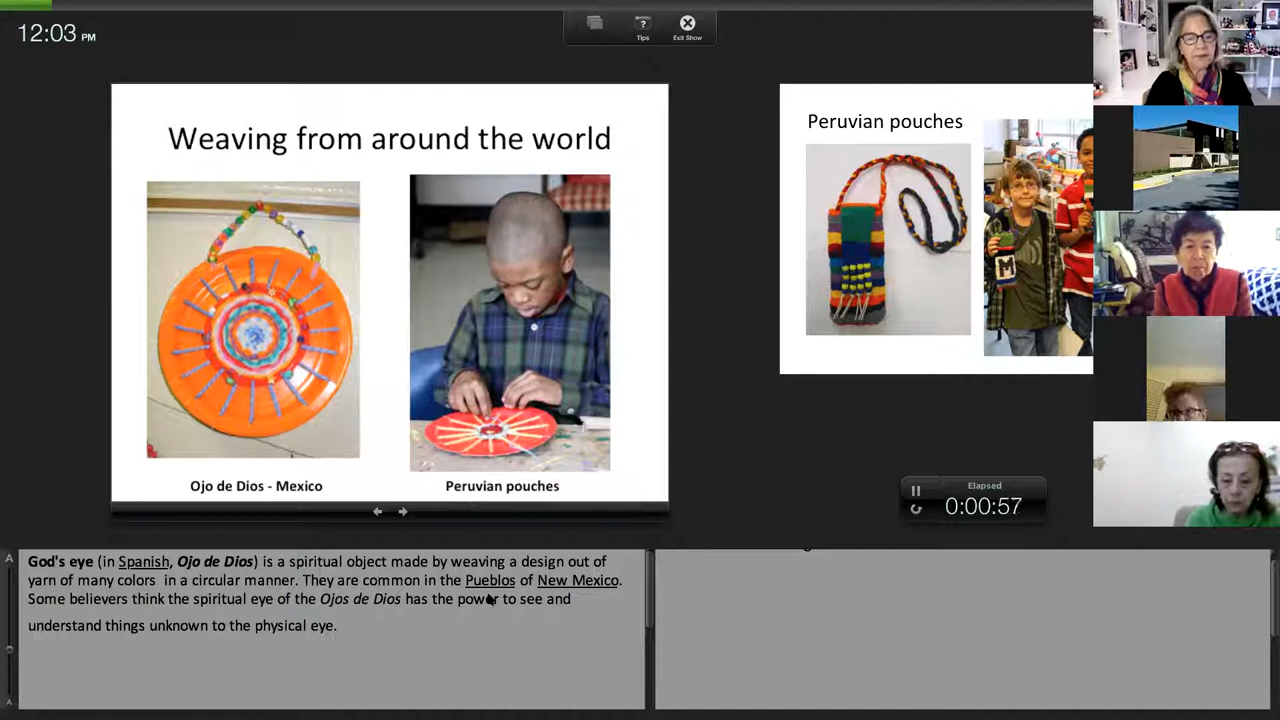 12:03 PM
Tips
Exit Show
Weaving from around the world
Ojo de Dios - Mexico
Peruvian pouches
Peruvian pouches
M
Elapsed
0:00:57
A
God's eye (in Spanish, Ojo de Dios) is a spiritual object made by weaving a design out of
yarn of many colors in a circular manner. They are common in the Pueblos of New Mexico.
Some believers think the spiritual eye of the Ojos de Dios has the power to see and
understand things unknown to the physical eye.
A